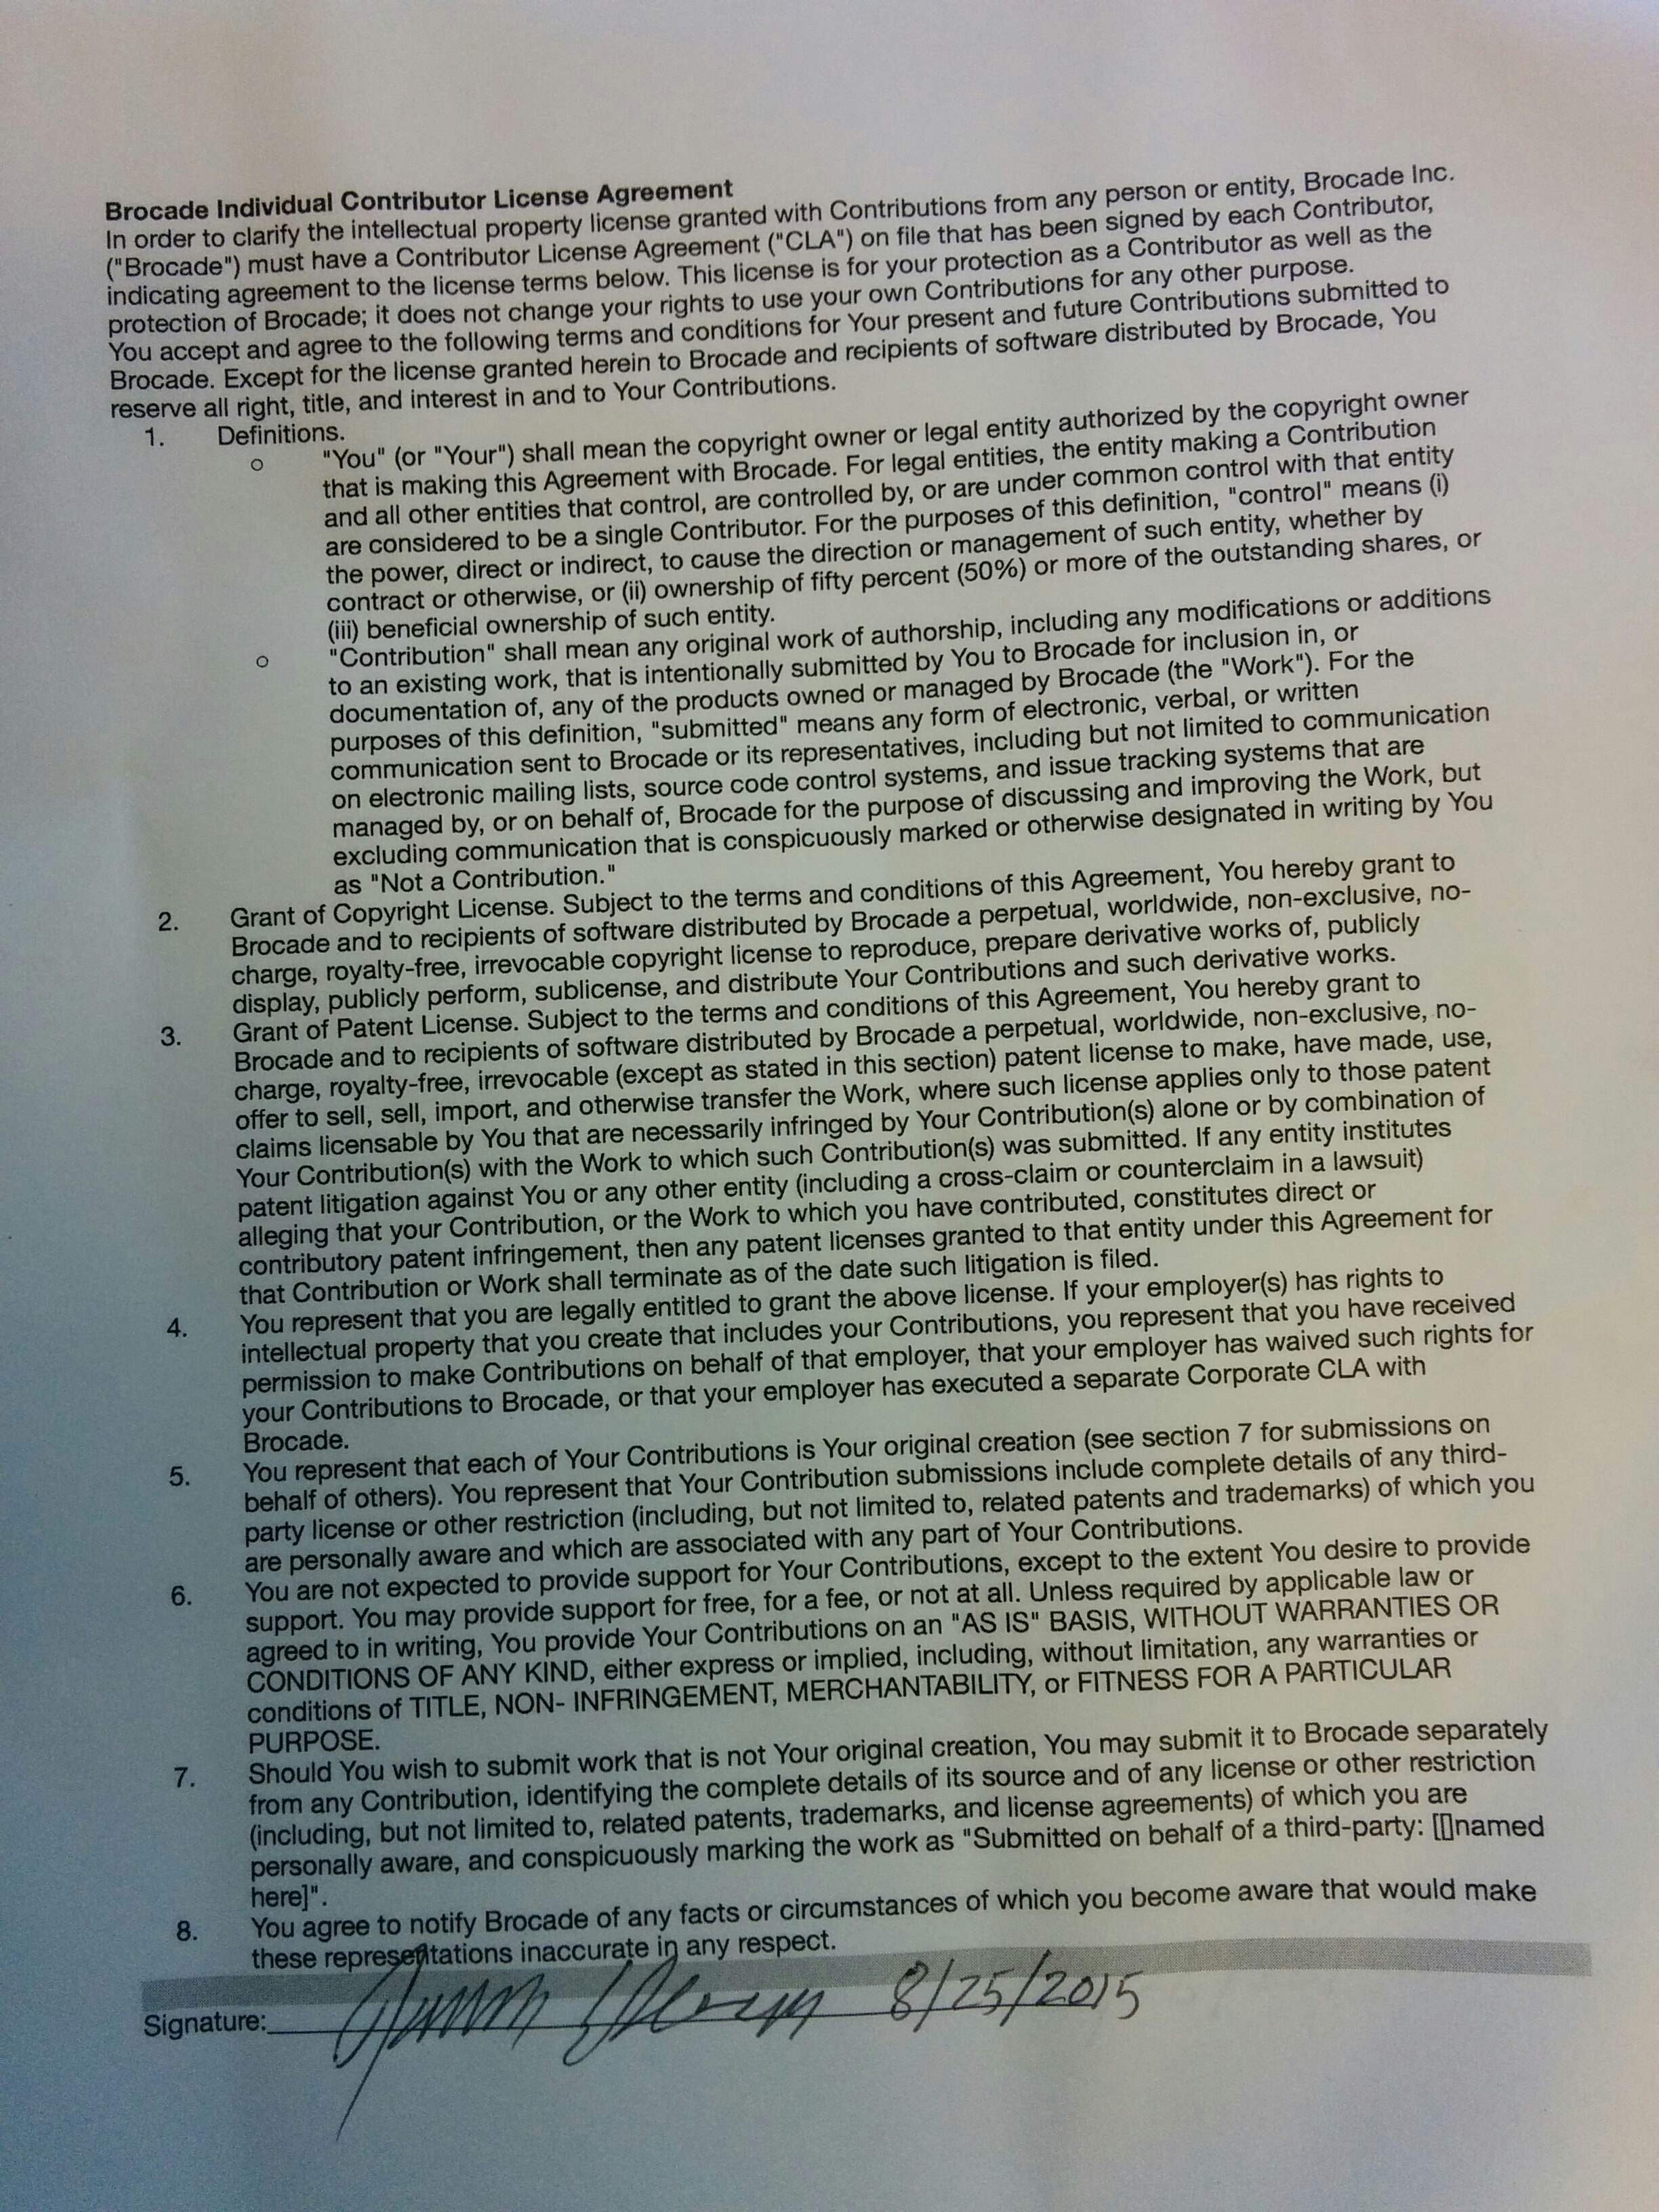 Brocade Individual Contributor License Agreement
In order to clarify the intellectual property license granted with Contributions from any person or entity, Brocade Inc.
("Brocade") must have a Contributor License Agreement ("CLA") on file that has been signed by each Contributor,
indicating agreement to the license terms below. This license is for your protection as a Contributor as well as the
protection of Brocade; it does not change your rights to use your own Contributions for any other purpose.
You accept and agree to the following terms and conditions for Your present and future Contributions submitted to
Brocade. Except for the license granted herein to Brocade and recipients of software distributed by Brocade, You
reserve all right, title, and interest in and to Your Contributions.
1. Definitions.
o "You" (or "Your") shall mean the copyright owner or legal entity authorized by the copyright owner
that is making this Agreement with Brocade. For legal entities, the entity making a Contribution
and all other entities that control, are controlled by, or are under common control with that entity
are considered to be a single Contributor. For the purposes of this definition, "control" means (i)
the power, direct or indirect, to cause the direction or management of such entity, whether by
contract or otherwise, or (ii) ownership of fifty percent (50%) or more of the outstanding shares, or
(iii) beneficial ownership of such entity.
o "Contribution" shall mean any original work of authorship, including any modifications or additions
to an existing work, that is intentionally submitted by You to Brocade for inclusion in, or
documentation of, any of the products owned or managed by Brocade (the "Work"). For the
purposes of this definition, "submitted" means any form of electronic, verbal, or written
communication sent to Brocade or its representatives, including but not limited to communication
on electronic mailing lists, source code control systems, and issue tracking systems that are
managed by, or on behalf of, Brocade for the purpose of discussing and improving the Work, but
excluding communication that is conspicuously marked or otherwise designated in writing by You
as "Not a Contribution."
2. Grant of Copyright License. Subject to the terms and conditions of this Agreement, You hereby grant to
Brocade and to recipients of software distributed by Brocade a perpetual, worldwide, non-exclusive, no-
charge, royalty-free, irrevocable copyright license to reproduce, prepare derivative works of, publicly
display, publicly perform, sublicense, and distribute Your Contributions and such derivative works.
3. Grant of Patent License. Subject to the terms and conditions of this Agreement, You hereby grant to
Brocade and to recipients of software distributed by Brocade a perpetual, worldwide, non-exclusive, no-
charge, royalty-free, irrevocable (except as stated in this section) patent license to make, have made, use,
offer to sell, sell, import, and otherwise transfer the Work, where such license applies only to those patent
claims licensable by You that are necessarily infringed by Your Contribution(s) alone or by combination of
Your Contribution(s) with the Work to which such Contribution(s) was submitted. If any entity institutes
patent litigation against You or any other entity (including a cross-claim or counterclaim in a lawsuit)
alleging that your Contribution, or the Work to which you have contributed, constitutes direct or
contributory patent infringement, then any patent licenses granted to that entity under this Agreement for
that Contribution or Work shall terminate as of the date such litigation is filed.
4. You represent that you are legally entitled to grant the above license. If your employer(s) has rights to
intellectual property that you create that includes your Contributions, you represent that you have received
permission to make Contributions on behalf of that employer, that your employer has waived such rights for
your Contributions to Brocade, or that your employer has executed a separate Corporate CLA with
Brocade.
5. You represent that each of Your Contributions is Your original creation (see section 7 for submissions on
behalf of others). You represent that Your Contribution submissions include complete details of any third-
party license or other restriction (including, but not limited to, related patents and trademarks) of which you
are personally aware and which are associated with any part of Your Contributions.
6. You are not expected to provide support for Your Contributions, except to the extent You desire to provide
support. You may provide support for free, for a fee, or not at all. Unless required by applicable law or
agreed to in writing, You provide Your Contributions on an "AS IS" BASIS, WITHOUT WARRANTIES OR
CONDITIONS OF ANY KIND, either express or implied, including, without limitation, any warranties or
conditions of TITLE, NON- INFRINGEMENT, MERCHANTABILITY, or FITNESS FOR A PARTICULAR
PURPOSE.
7. Should You wish to submit work that is not Your original creation, You may submit it to Brocade separately
from any Contribution, identifying the complete details of its source and of any license or other restriction
(including, but not limited to, related patents, trademarks, and license agreements) of which you are
personally aware, and conspicuously marking the work as "Submitted on behalf of a third-party: [[]named
here]".
8. You agree to notify Brocade of any facts or circumstances of which you become aware that would make
these representations inaccurate in any respect.
Signature: 8/25/2015